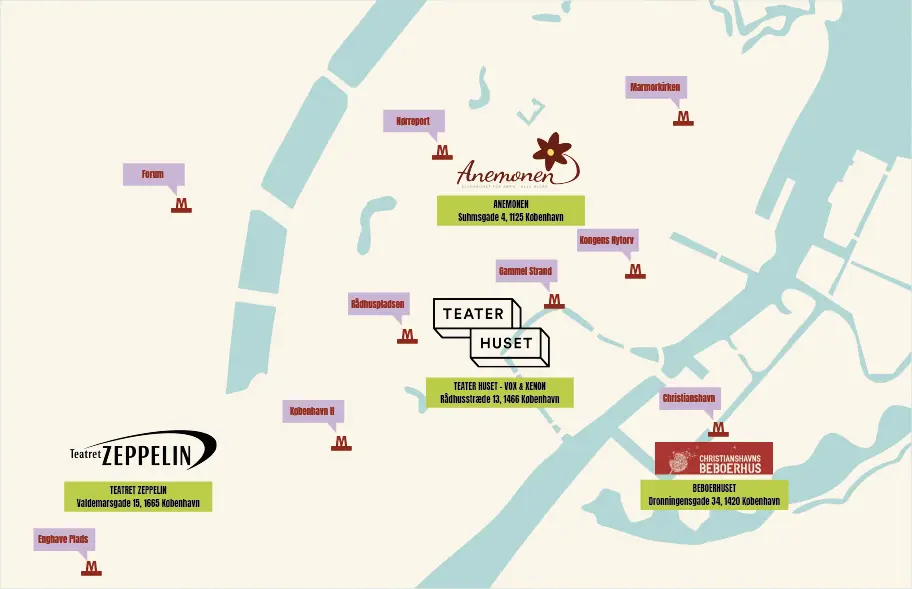 Marmorkirken
M
Nørreport
M
Forum
M
Anemonen
ANEMONEN
Suhmsgade 4, 1125 København
Kongens Nytorv
M
Gammel Strand
M
Rådhuspladsen
M
TEATER
HUSET
TEATER HUSET - VOX & XENON
Rådhusstræde 13, 1466 København
Christianshavn
M
København H
M
Teatret ZEPPELIN
TEATRET ZEPPELIN
Valdemarsgade 15, 1665 København
CHRISTIANSHAVNS
BEBOERHUS
BEBOERHUSET
Dronningensgade 34, 1420 København
Enghave Plads
M